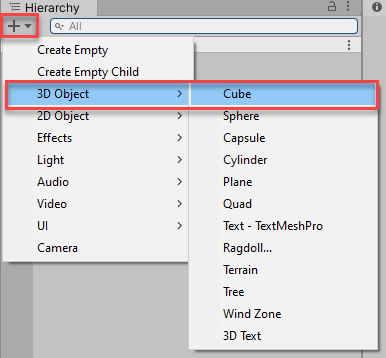 Hierarchy
All
Create Empty
Create Empty Child
3D Object
2D Object
Effects
Light
Audio
Video
UI
Camera
Cube
Sphere
Capsule
Cylinder
Plane
Quad
Text - TextMeshPro
Ragdoll...
Terrain
Tree
Wind Zone
3D Text